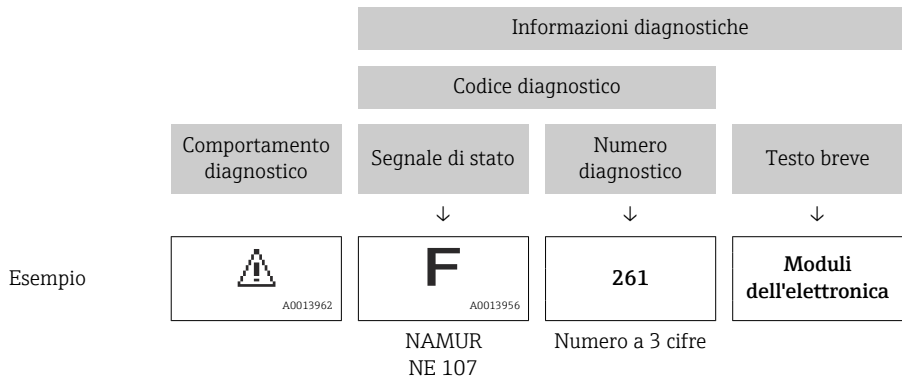 Informazioni diagnostiche
Codice diagnostico
Comportamento
diagnostico
Segnale di stato
Numero
diagnostico
Testo breve
↓ ↓ ↓
Esempio
A0013962
F
A0013956
261
Moduli
dell'elettronica
NAMUR
NE 107
Numero a 3 cifre